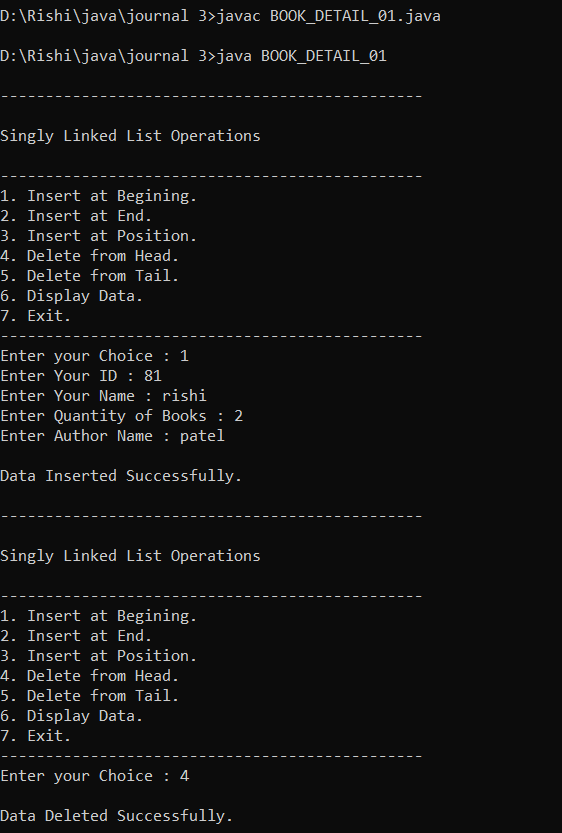 D:\Rishi\java\journal 3>javac BOOK_DETAIL_01.java
D:\Rishi\java\journal 3>java BOOK_DETAIL_01
-----------------------------------------------
Singly Linked List Operations
-----------------------------------------------
1. Insert at Begining.
2. Insert at End.
3. Insert at Position.
4. Delete from Head.
5. Delete from Tail.
6. Display Data.
7. Exit.
-----------------------------------------------
Enter your Choice : 1
Enter Your ID : 81
Enter Your Name : rishi
Enter Quantity of Books : 2
Enter Author Name : patel
Data Inserted Successfully.
-----------------------------------------------
Singly Linked List Operations
-----------------------------------------------
1. Insert at Begining.
2. Insert at End.
3. Insert at Position.
4. Delete from Head.
5. Delete from Tail.
6. Display Data.
7. Exit.
-----------------------------------------------
Enter your Choice : 4
Data Deleted Successfully.